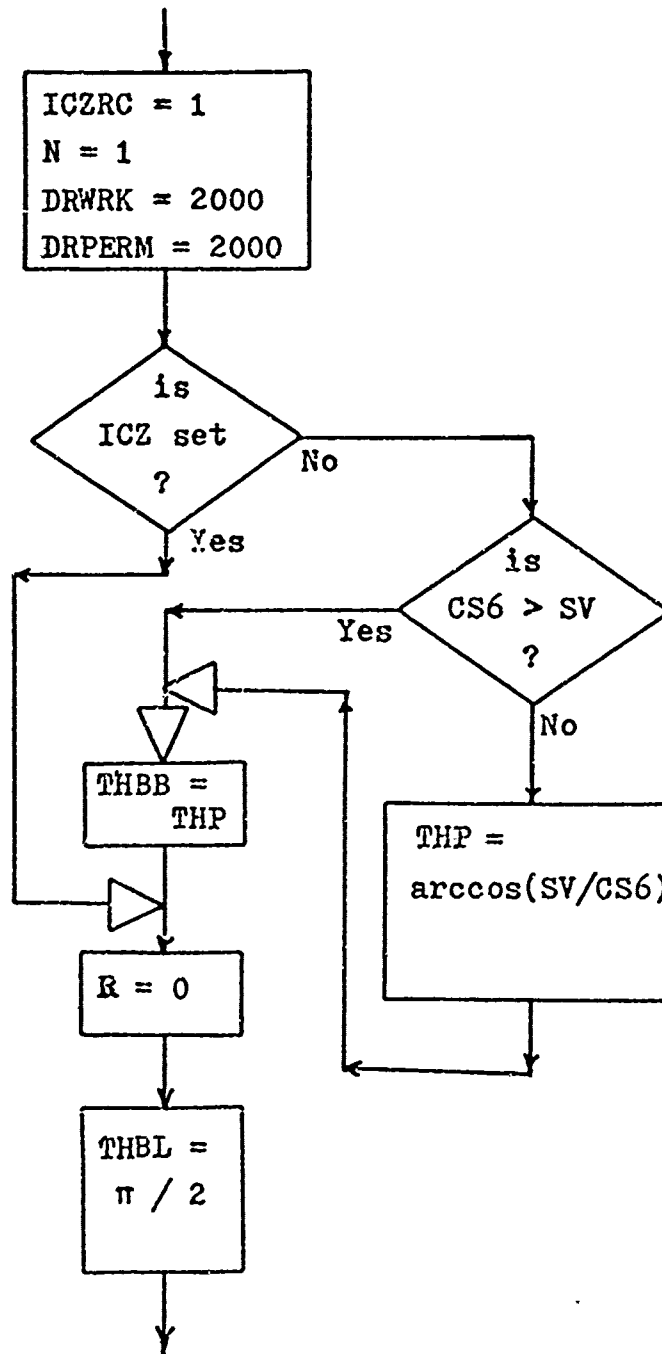 ICZRC = 1
N = 1
DRWRK = 2000
DRPERM = 2000
is
ICZ set
?
No
Yes
is
CS6 > SV
?
Yes
No
THBB =
THP
THP =
arccos(SV/CS6)
R = 0
THBL =
π / 2